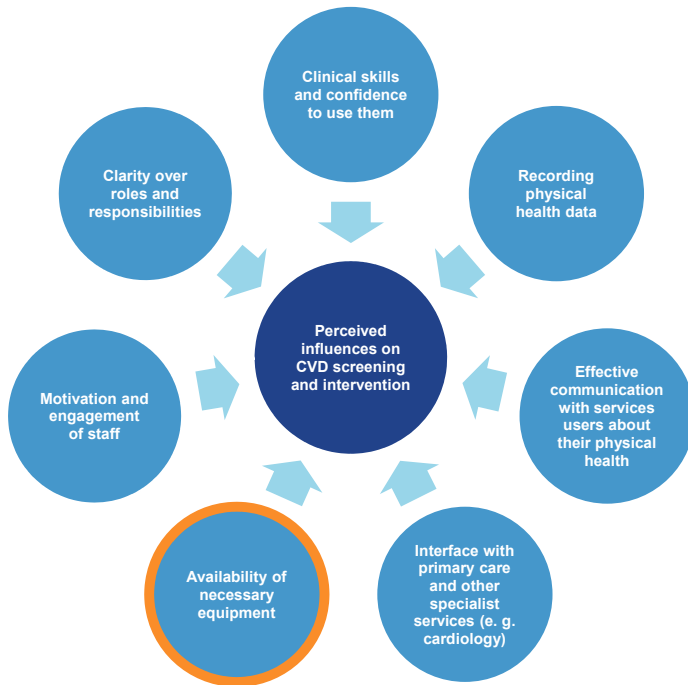 Clinical skills
and confidence
to use them
Clarity over
roles and
responsibilities
Recording
physical
health data
Perceived
influences on
CVD screening
and intervention
Motivation and
engagement
of staff
Effective
communication
with services
users about
their physical
health
Availability of
necessary
equipment
Interface with
primary care
and other
specialist
services (e. g.
cardiology)